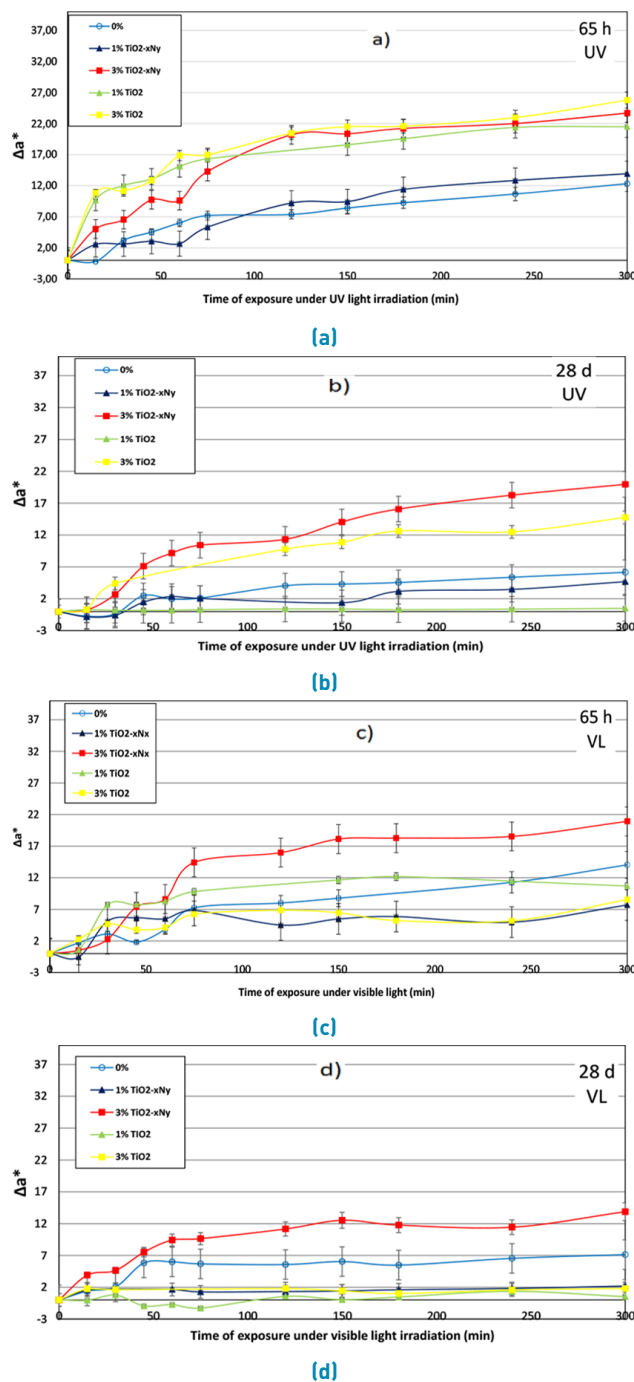 37,00
32,00
27,00
22,00
17,00
12,00
7,00
2,00
-3,00
Δa*
0%
1% TiO2-xNy
3% TiO2-xNy
1% TiO2
3% TiO2
a)
65 h
UV
0 50 100 150 200 250 300
Time of exposure under UV light irradiation (min)
(a)
37
32
27
22
17
12
7
2
-3
Δa*
0%
1% TiO2-xNy
3% TiO2-xNy
1% TiO2
3% TiO2
b)
28 d
UV
0 50 100 150 200 250 300
Time of exposure under UV light irradiation (min)
(b)
37
32
27
22
17
12
7
2
-3
Δa*
0%
1% TiO2-xNx
3% TiO2-xNx
1% TiO2
3% TiO2
c)
65 h
VL
0 50 100 150 200 250 300
Time of exposure under visible light (min)
(c)
37
32
27
22
17
12
7
2
-3
Δa*
0%
1% TiO2-xNy
3% TiO2-xNy
1% TIO2
3% TiO2
d)
28 d
VL
0 50 100 150 200 250 300
Time of exposure under visible light irradiation (min)
(d)